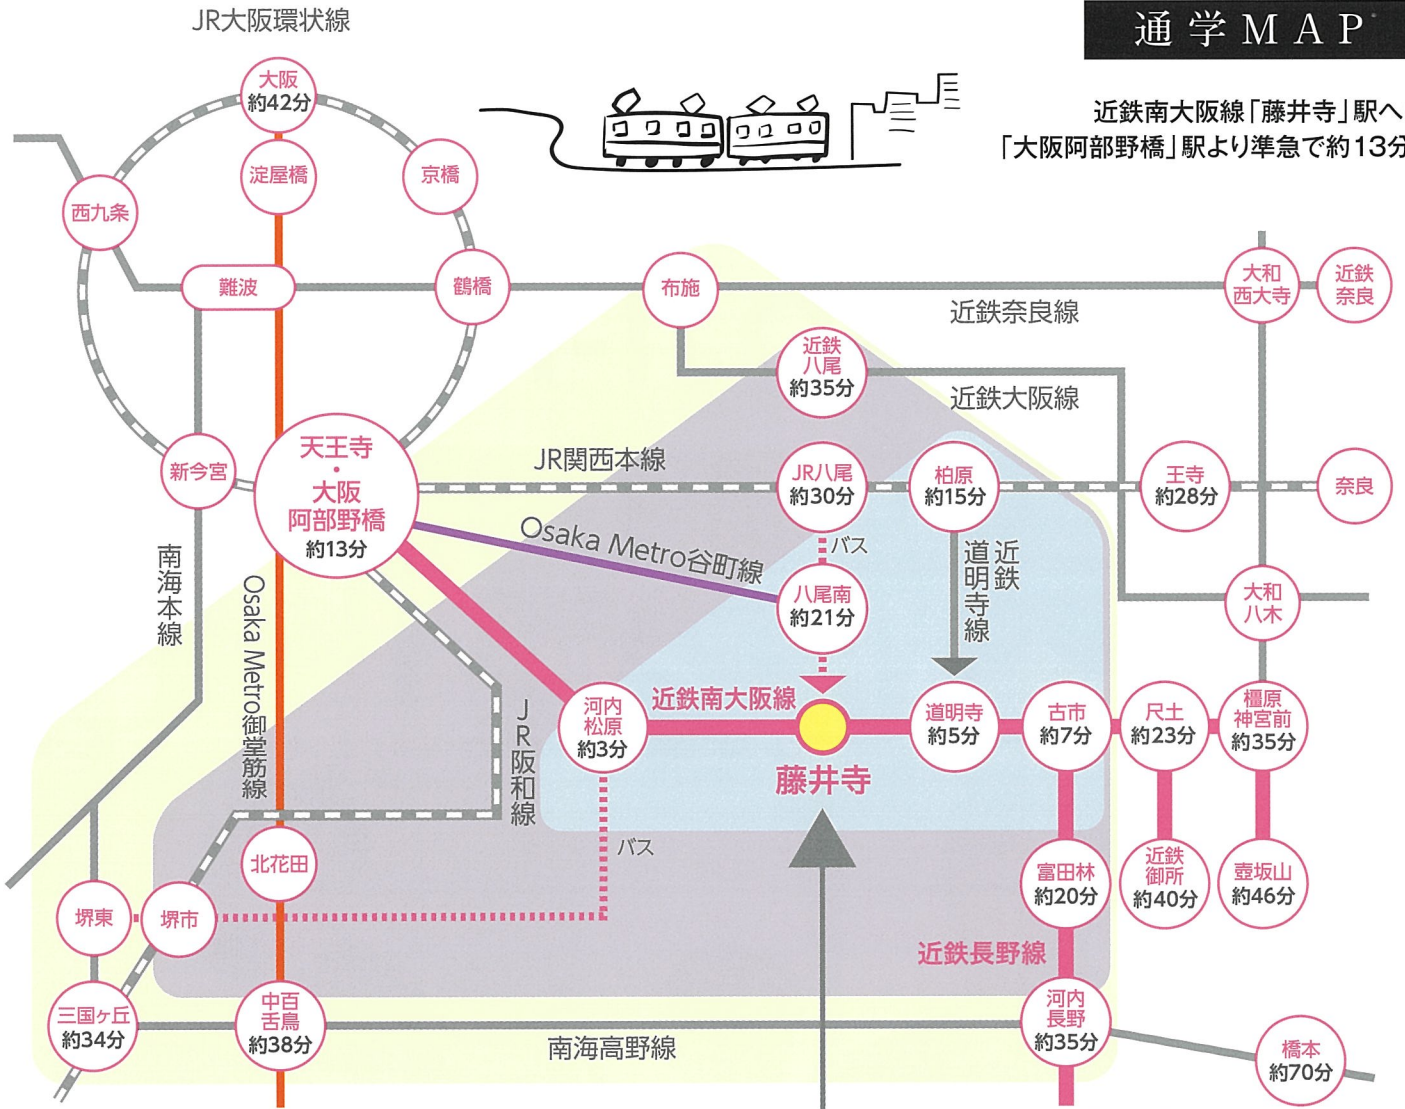 JR大阪環状線
通学MAP
近鉄南大阪線「藤井寺」駅へ
「大阪阿部野橋」駅より準急で約13分
大阪
約42分
淀屋橋
京橋
西九条
難波
鶴橋
布施
大和
西大寺
近鉄
奈良
近鉄奈良線
近鉄
八尾
約35分
近鉄大阪線
天王寺
・
大阪
阿部野橋
約13分
新今宮
JR関西本線
JR八尾
約30分
柏原
約15分
王寺
約28分
奈良
バス
Osaka Metro谷町線
八尾南
約21分
近鉄
道明寺線
大和
八木
南海本線
Osaka Metro御堂筋線
JR阪和線
河内
松原
約3分
近鉄南大阪線
藤井寺
道明寺
約5分
古市
約7分
尺土
約23分
橿原
神宮前
約35分
バス
北花田
堺東
堺市
富田林
約20分
近鉄
御所
約40分
壺坂山
約46分
近鉄長野線
三国ヶ丘
約34分
中百
舌鳥
約38分
南海高野線
河内
長野
約35分
橋本
約70分